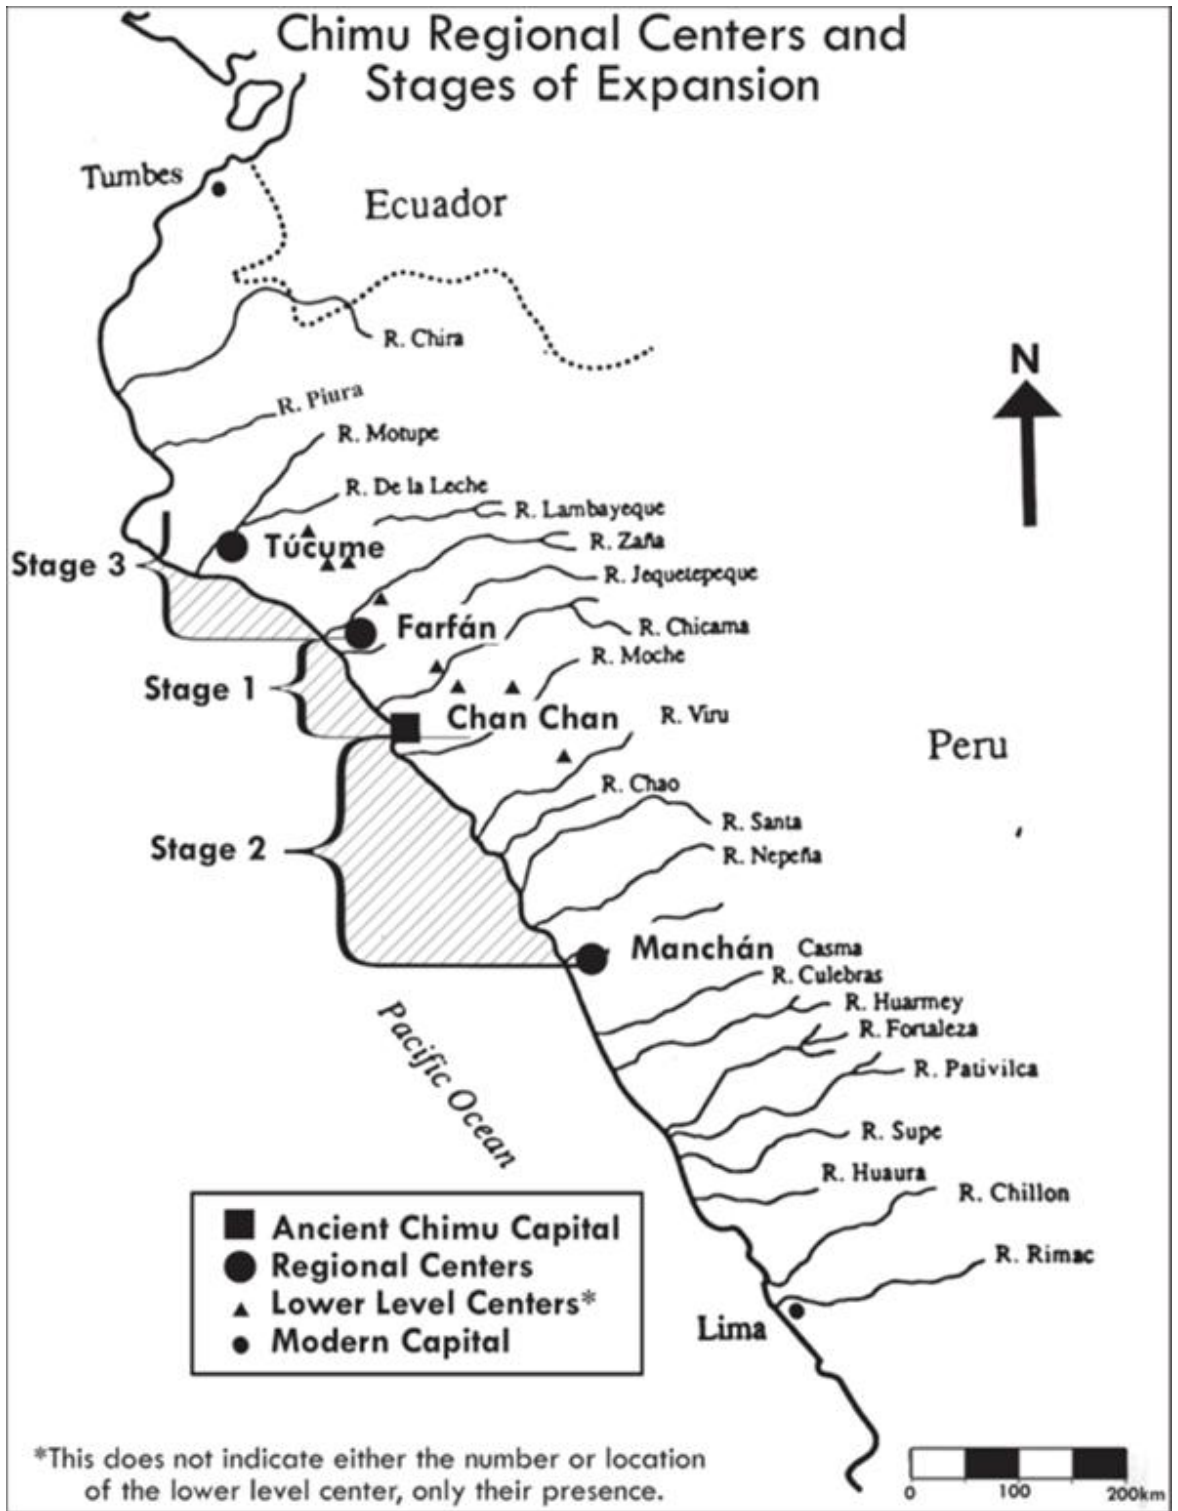 Chimu Regional Centers and
Stages of Expansion
Tumbes
Ecuador
R. Chira
N
R. Piura
R. Motupe
R. De la Leche
R. Lambayeque
R. Zaña
Túcume
Stage 3
R. Jequetepeque
Farfán
R. Chicama
R. Moche
Stage 1
Chan Chan
R. Viru
Peru
R. Chao
R. Santa
Stage 2
R. Nepeña
Manchán
Casma
R. Culebras
R. Huarmey
R. Fortaleza
Pacific Ocean
R. Pativilca
R. Supe
R. Huaura
R. Chillon
R. Rimac
Lima
Ancient Chimu Capital
Regional Centers
Lower Level Centers*
Modern Capital
*This does not indicate either the number or location
of the lower level center, only their presence.
0 100 200km